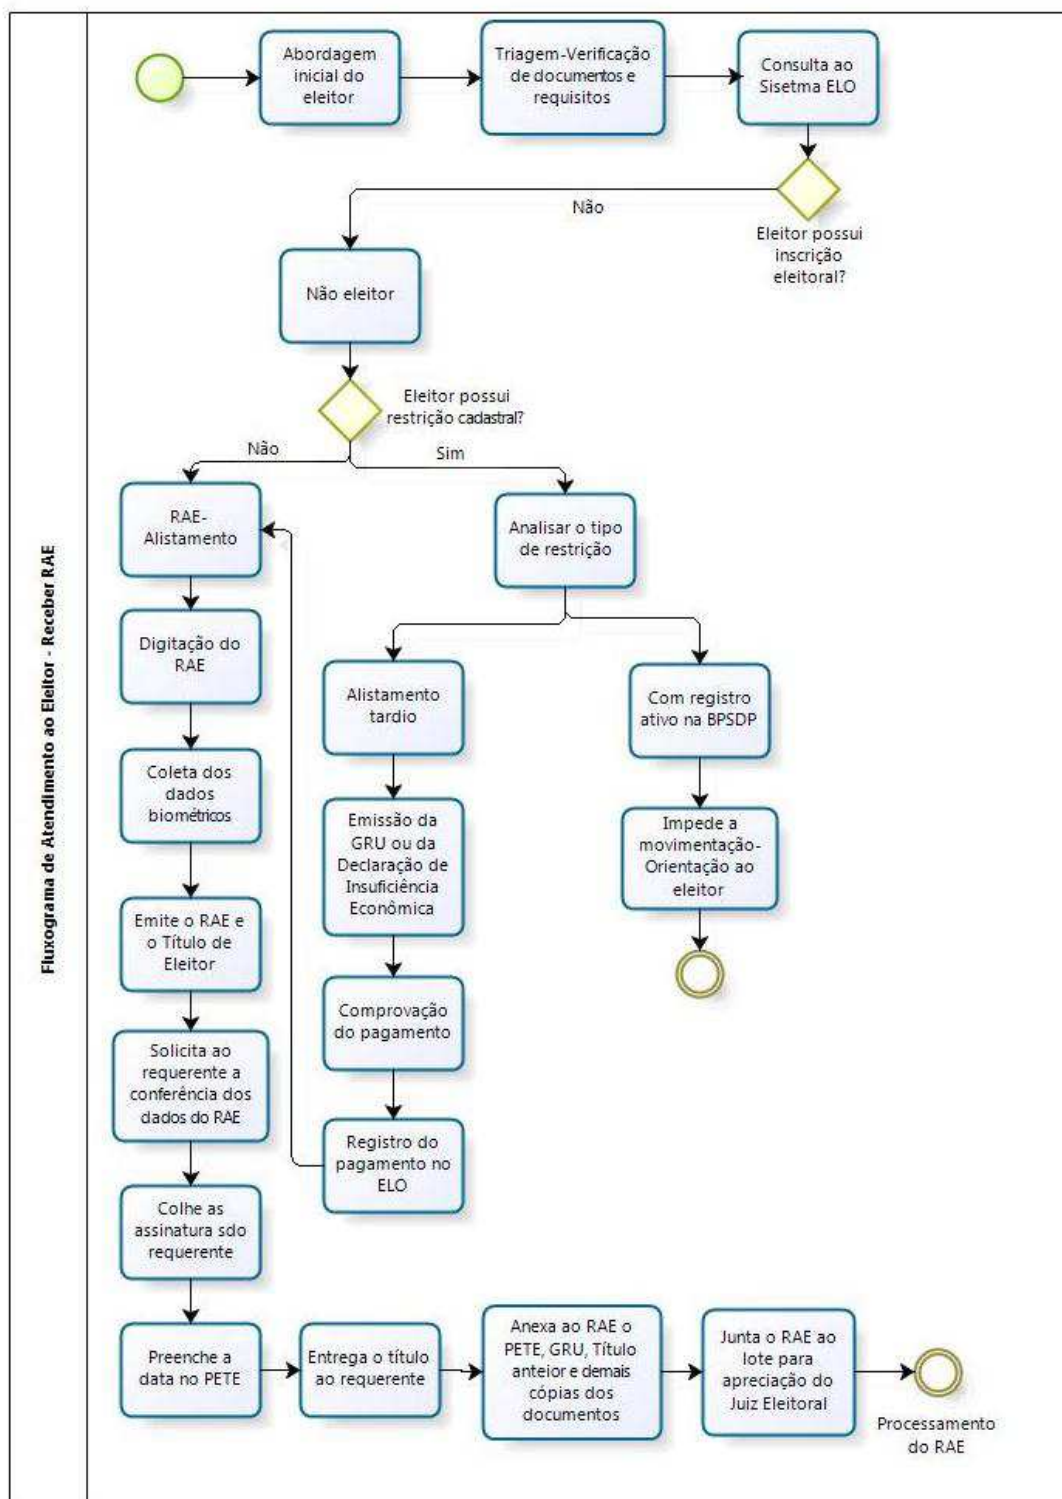 Fluxograma de Atendimento ao Eleitor - Receber RAE
Abordagem
inicial do
eleitor
Triagem-Verificação
de documentos e
requisitos
Consulta ao
Sisetma ELO
Eleitor possui
inscrição
eleitoral?
Não
Não eleitor
Eleitor possui
restrição cadastral?
Não
Sim
RAE-
Alistamento
Analisar o tipo
de restrição
Digitação do
RAE
Alistamento
tardio
Com registro
ativo na BPSDP
Coleta dos
dados
biométricos
Emissão da
GRU ou da
Declaração de
Insuficiência
Econômica
Impede a
movimentação-
Orientação ao
eleitor
Emite o RAE e
o Título de
Eleitor
Comprovação
do pagamento
Solicita ao
requerente a
conferência dos
dados do RAE
Registro do
pagamento no
ELO
Colhe as
assinatura sdo
requerente
Preenche a
data no PETE
Entrega o título
ao requerente
Anexa ao RAE o
PETE, GRU, Título
anteior e demais
cópias dos
documentos
Junta o RAE ao
lote para
apreciação do
Juiz Eleitoral
Processamento
do RAE